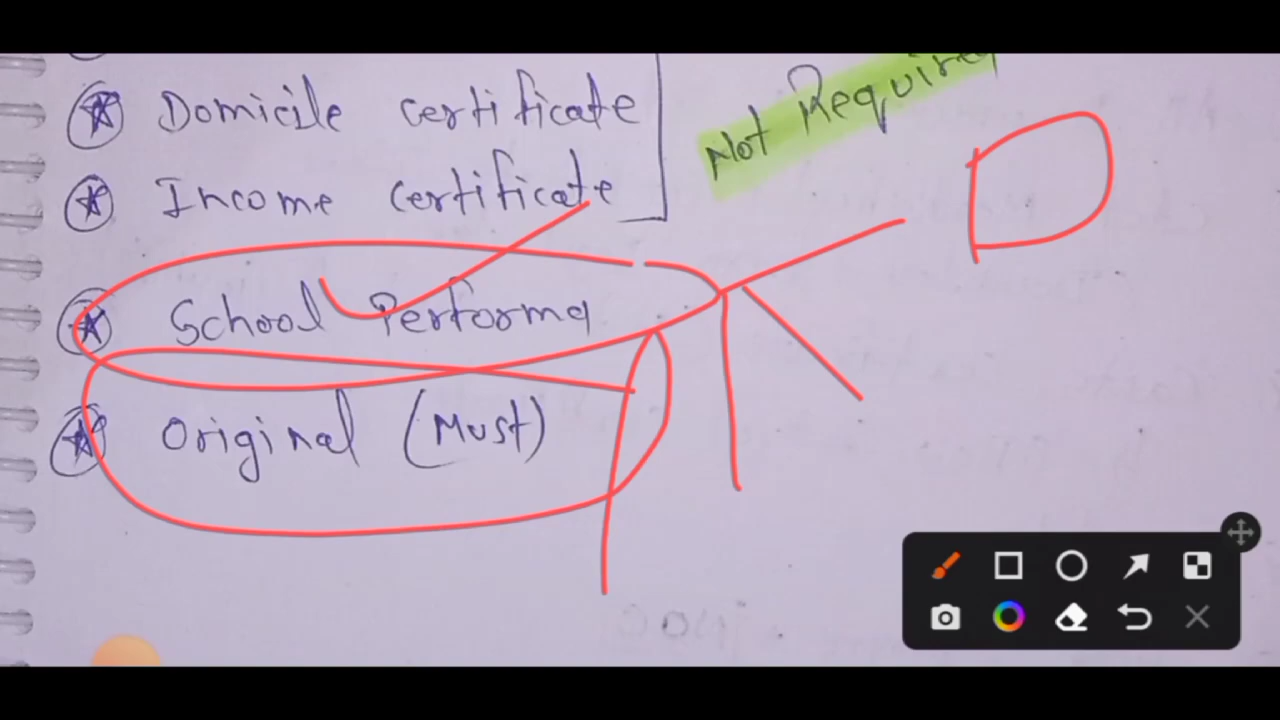 Domicile certificate
Not Required
Income certificate
School Performa
Original (Must)